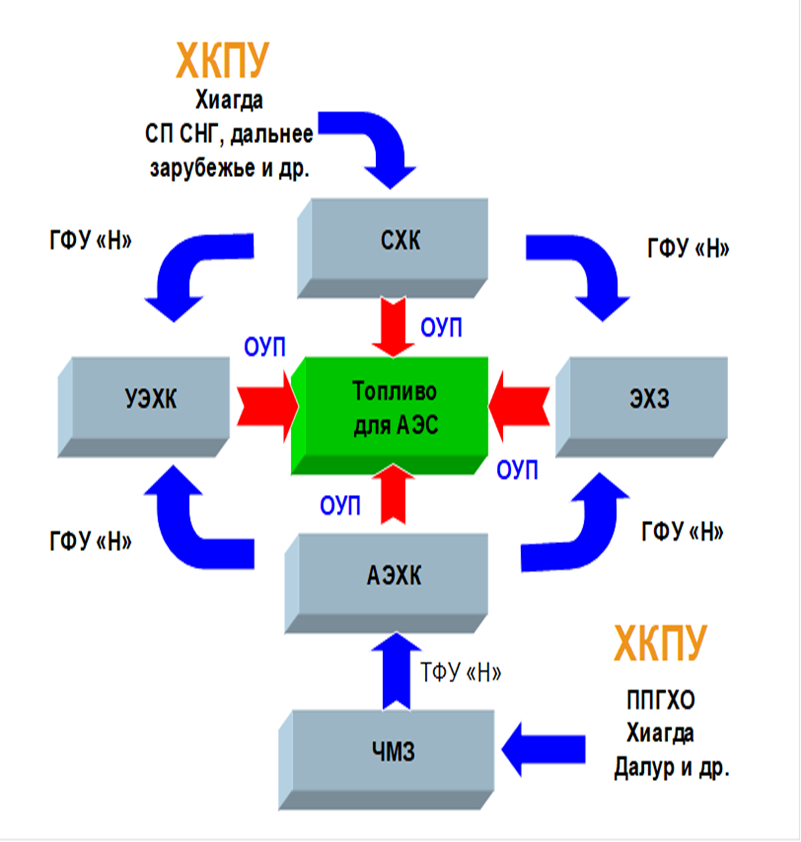 ХКПУ
Хиагда
СП СНГ, дальнее
зарубежье и др.
ГФУ «Н»
СХК
ГФУ «Н»
ОУП
ОУП
УЭХК
Топливо
для АЭС
ЭХЗ
ОУП
ОУП
ГФУ «Н»
ГФУ «Н»
АЭХК
ХКПУ
ТФУ «Н»
ППГХО
Хиагда
Далур и др.
ЧМЗ